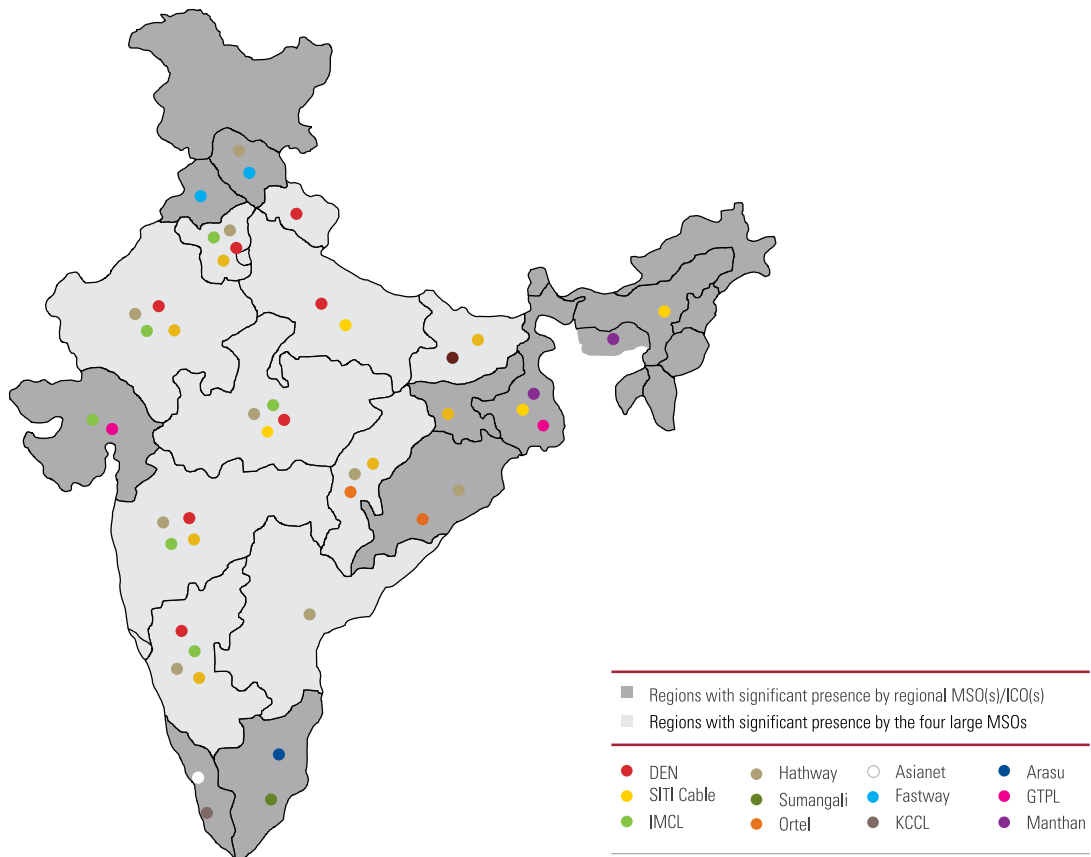 Regions with significant presence by regional MSO(s)/ICO(s)
Regions with significant presence by the four large MSOs
DEN Hathway Asianet Arasu
SITI Cable Sumangali Fastway GTPL
IMCL Ortel KCCL Manthan